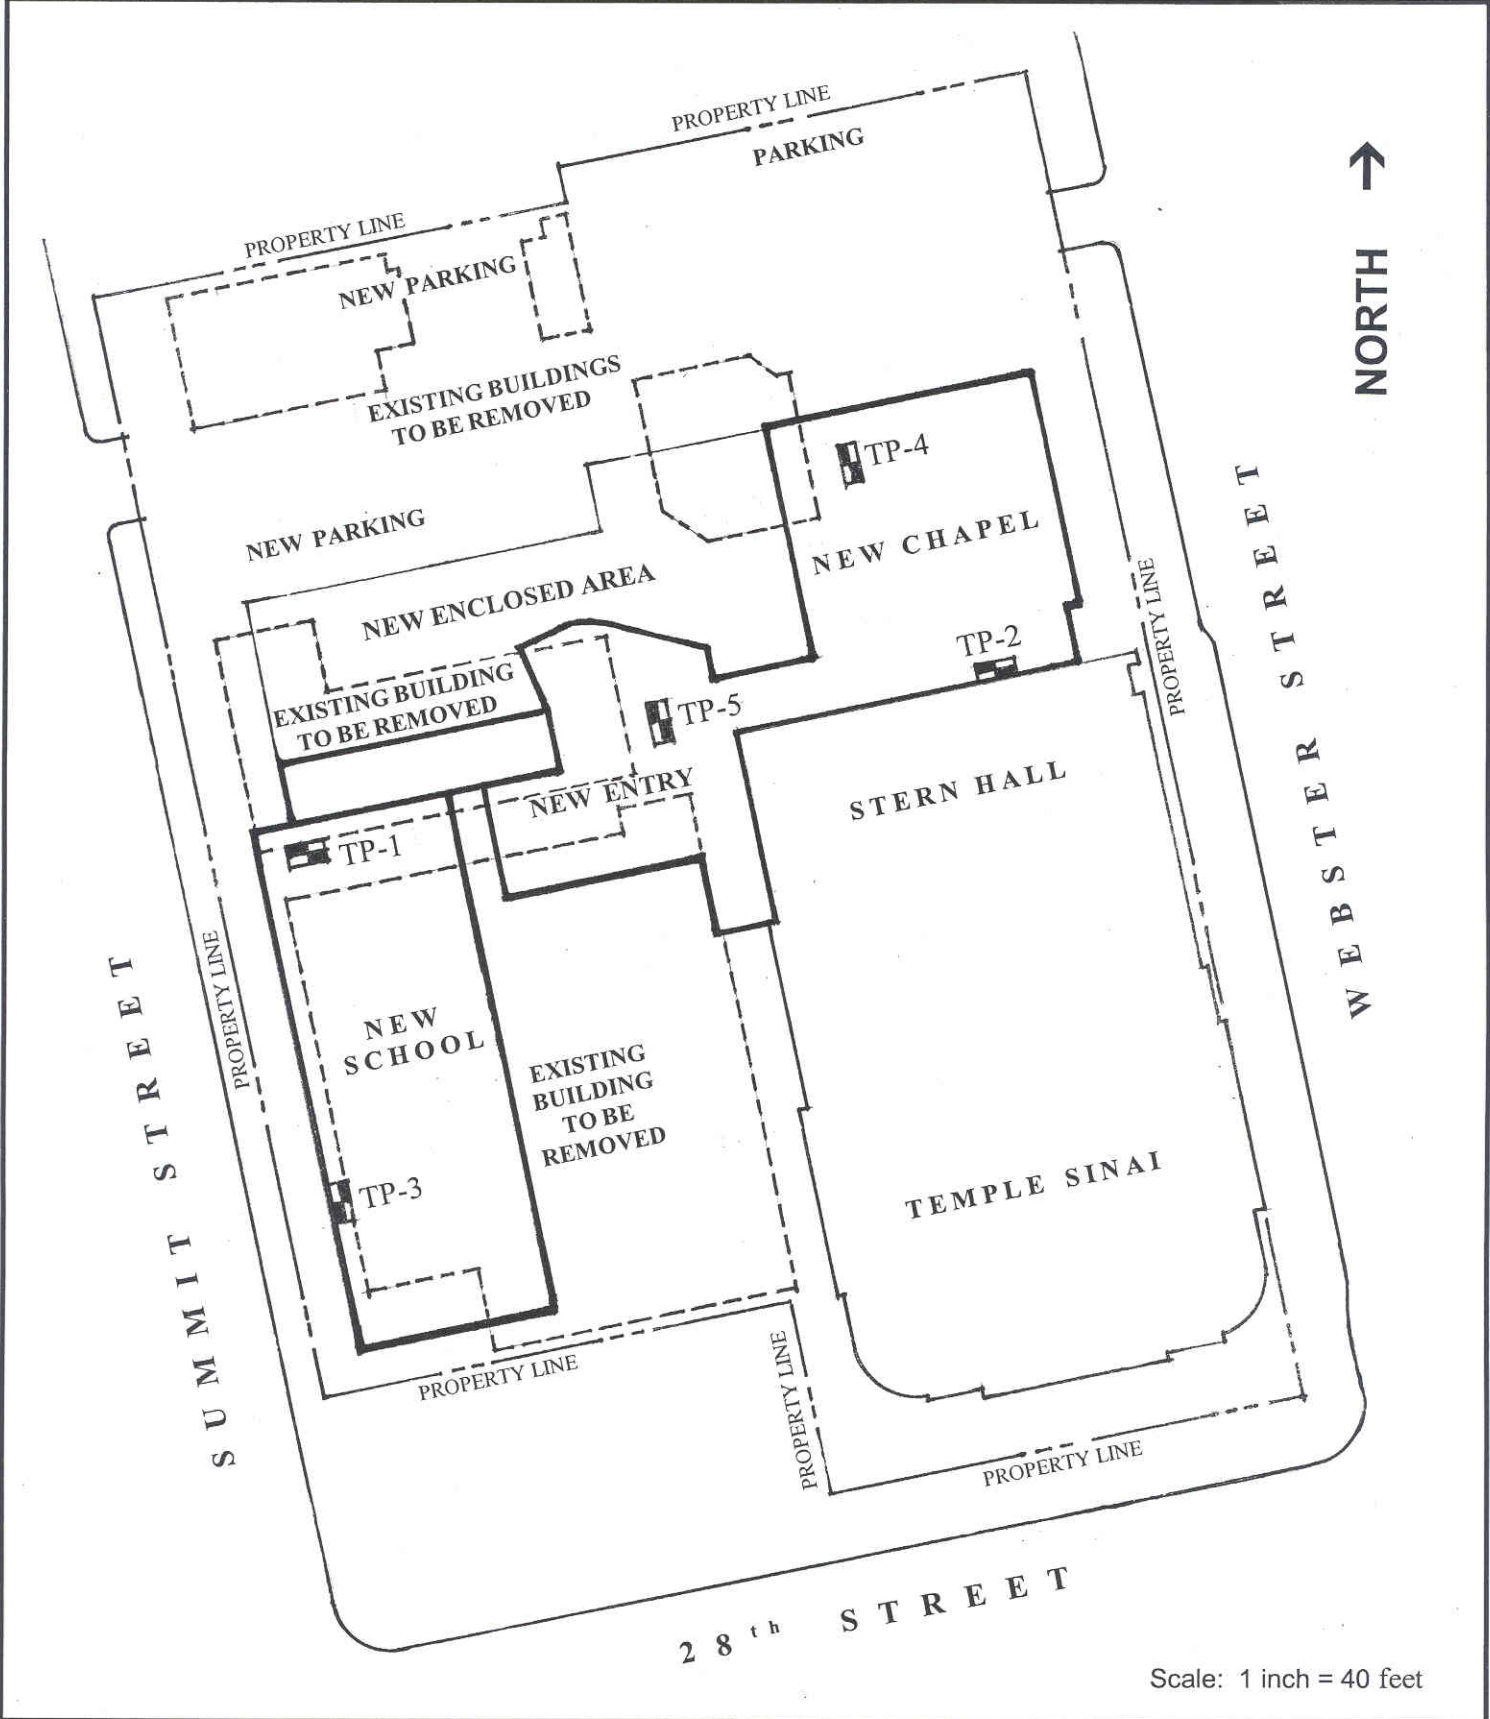 PROPERTY LINE
PARKING
PROPERTY LINE
NEW PARKING
NORTH
EXISTING BUILDINGS
TO BE REMOVED
TP-4
NEW PARKING
NEW CHAPEL
NEW ENCLOSED AREA
PROPERTY LINE
TP-2
EXISTING BUILDING
TO BE REMOVED
TP-5
WEBSTER STREET
NEW ENTRY
STERN HALL
TP-1
PROPERTY LINE
SUMMIT STREET
NEW
SCHOOL
EXISTING
BUILDING
TO BE
REMOVED
TP-3
TEMPLE SINAI
PROPERTY LINE
PROPERTY LINE
PROPERTY LINE
28th STREET
Scale: 1 inch = 40 feet